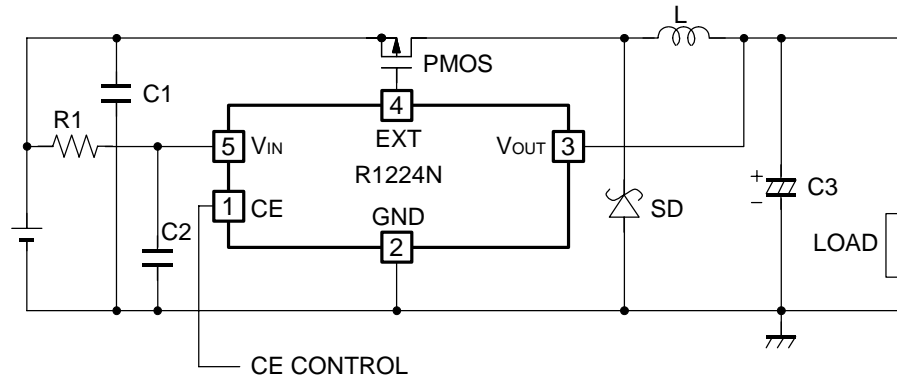 L
PMOS
C1
R1
4
EXT
5 VIN
VOUT 3
R1224N
1 CE
GND
2
C2
SD
+
−
C3
LOAD
CE CONTROL